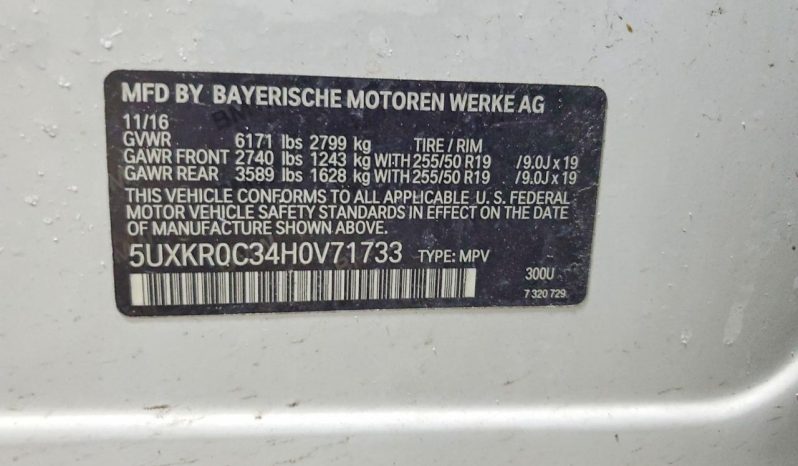 MFD BY BAYERISCHE MOTOREN WERKE AG
11/16
GVWR 6171 lbs 2799 kg TIRE / RIM
GAWR FRONT 2740 lbs 1243 kg WITH 255/50 R19 /9.0J x 19
GAWR REAR 3589 lbs 1628 kg WITH 255/50 R19 /9.0J x 19
THIS VEHICLE CONFORMS TO ALL APPLICABLE U. S. FEDERAL
MOTOR VEHICLE SAFETY STANDARDS IN EFFECT ON THE DATE
OF MANUFACTURE SHOWN ABOVE.
5UXKR0C34H0V71733 TYPE: MPV
300U
7 320 729